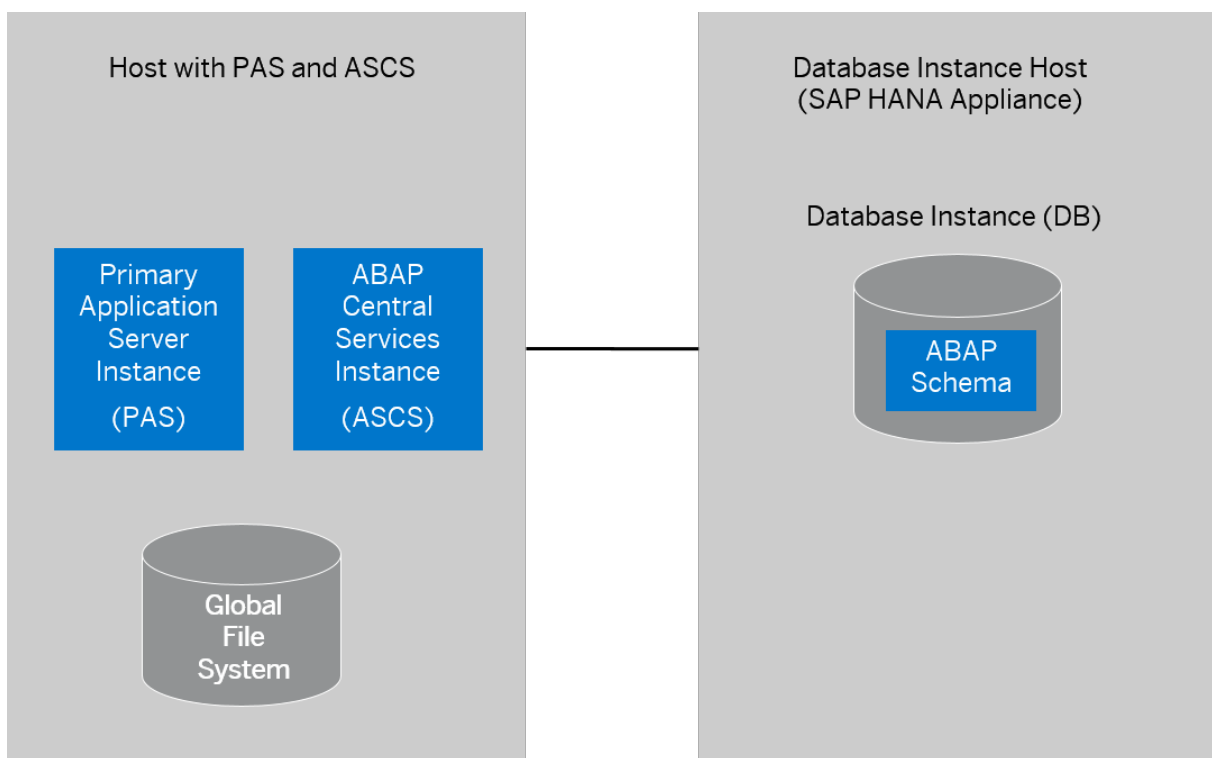 Host with PAS and ASCS
Primary
Application
Server
Instance
(PAS)
ABAP
Central
Services
Instance
(ASCS)
Global
File
System
Database Instance Host
(SAP HANA Appliance)
Database Instance (DB)
ABAP
Schema